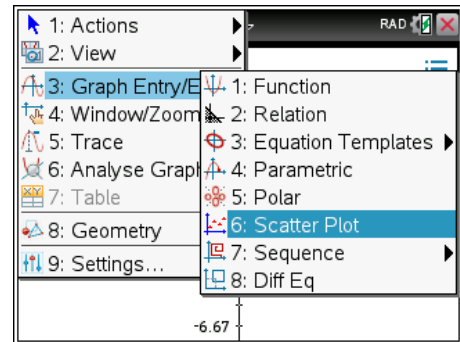 1: Actions
RAD
2: View
3: Graph Entry/E
1: Function
4: Window/Zoom
2: Relation
5: Trace
3: Equation Templates
6: Analyse Grap
4: Parametric
7: Table
5: Polar
8: Geometry
6: Scatter Plot
9: Settings...
7: Sequence
8: Diff Eq
-6.67